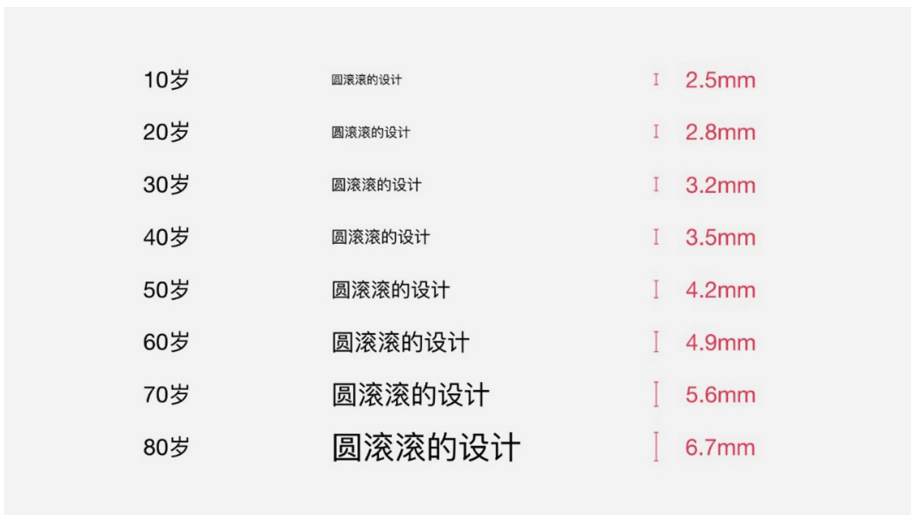 10岁 圆滚滚的设计 2.5mm
20岁 圆滚滚的设计 2.8mm
30岁 圆滚滚的设计 3.2mm
40岁 圆滚滚的设计 3.5mm
50岁 圆滚滚的设计 4.2mm
60岁 圆滚滚的设计 4.9mm
70岁 圆滚滚的设计 5.6mm
80岁 圆滚滚的设计 6.7mm